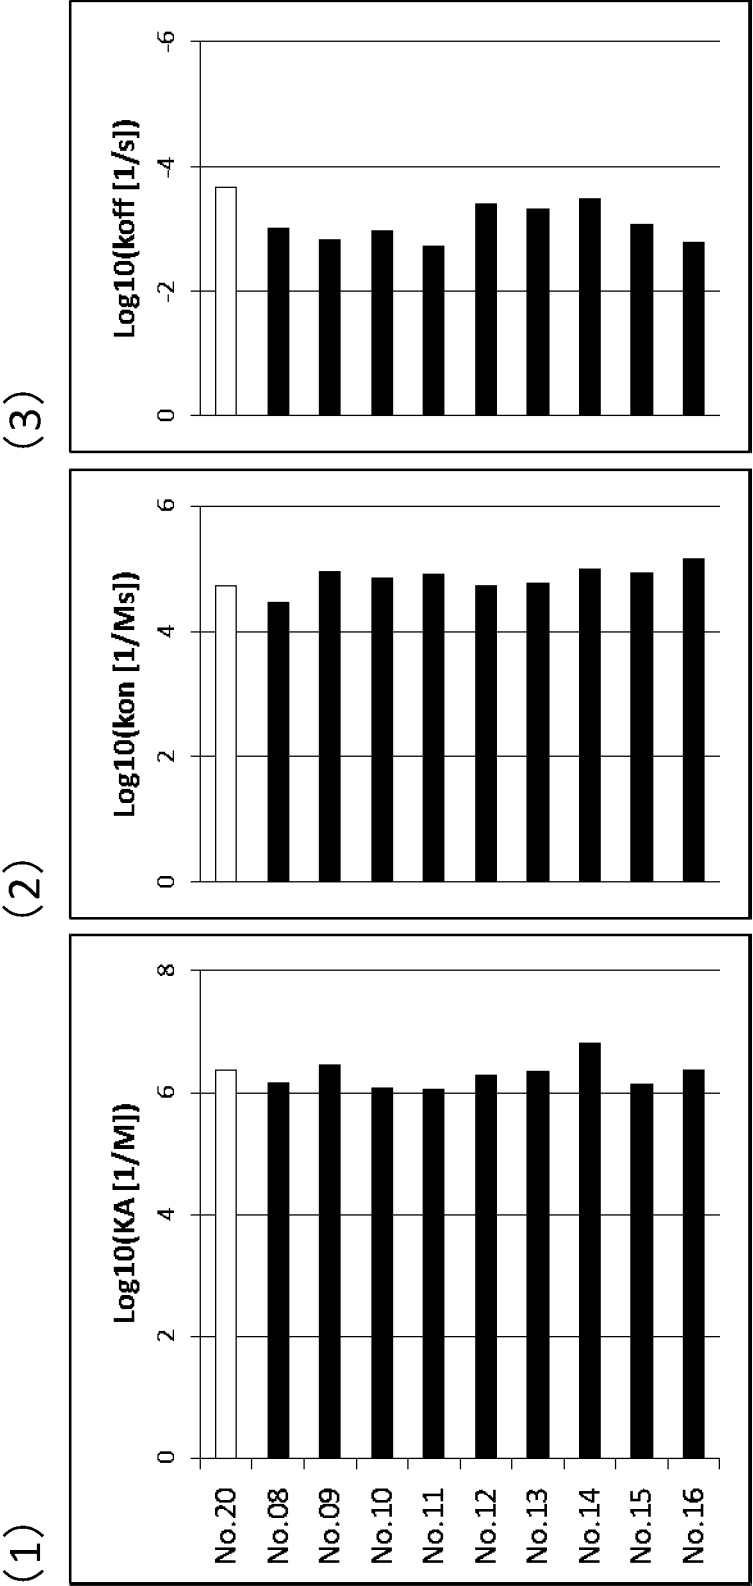 (1)
Log10(KA [1/M])
0 2 4 6 8
No.20
No.08
No.09
No.10
No.11
No.12
No.13
No.14
No.15
No.16
(2)
Log10(kon [1/Ms])
0 2 4 6
(3)
Log10(koff [1/s])
0 -2 -4 -6